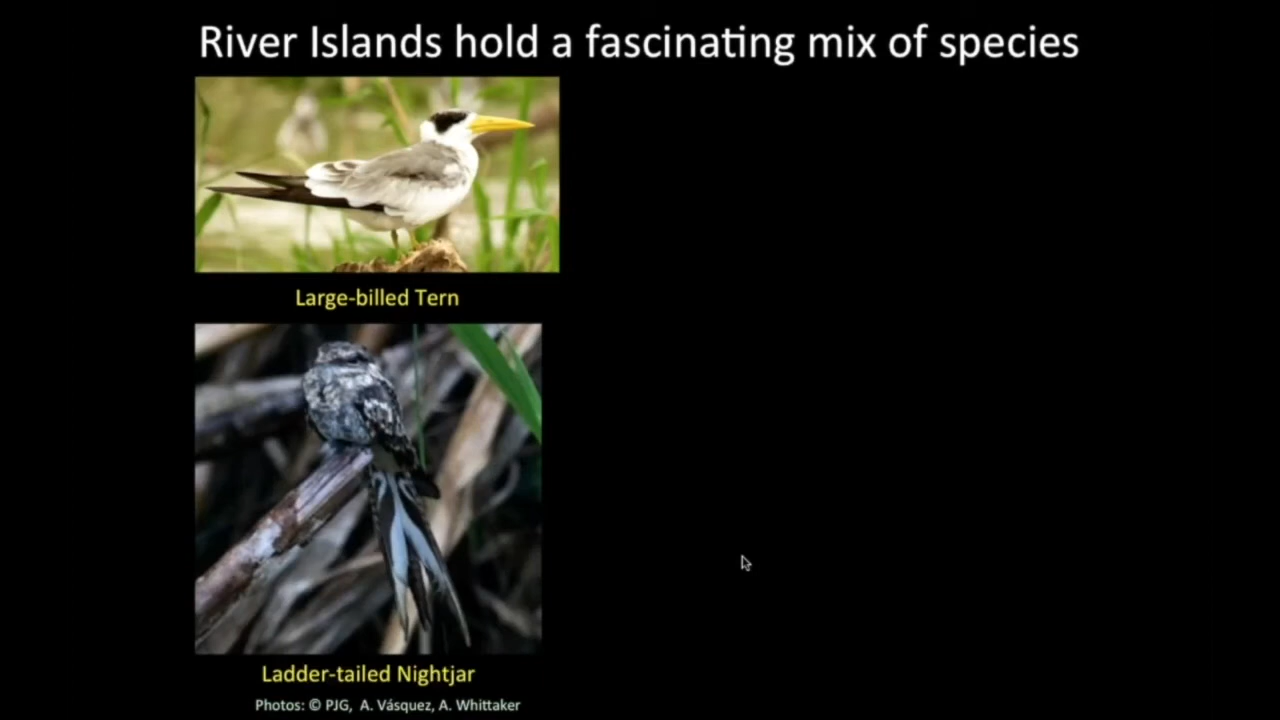 River Islands hold a fascinating mix of species
Large-billed Tern
Ladder-tailed Nightjar
Photos: © PJG,  A. Vásquez, A. Whittaker